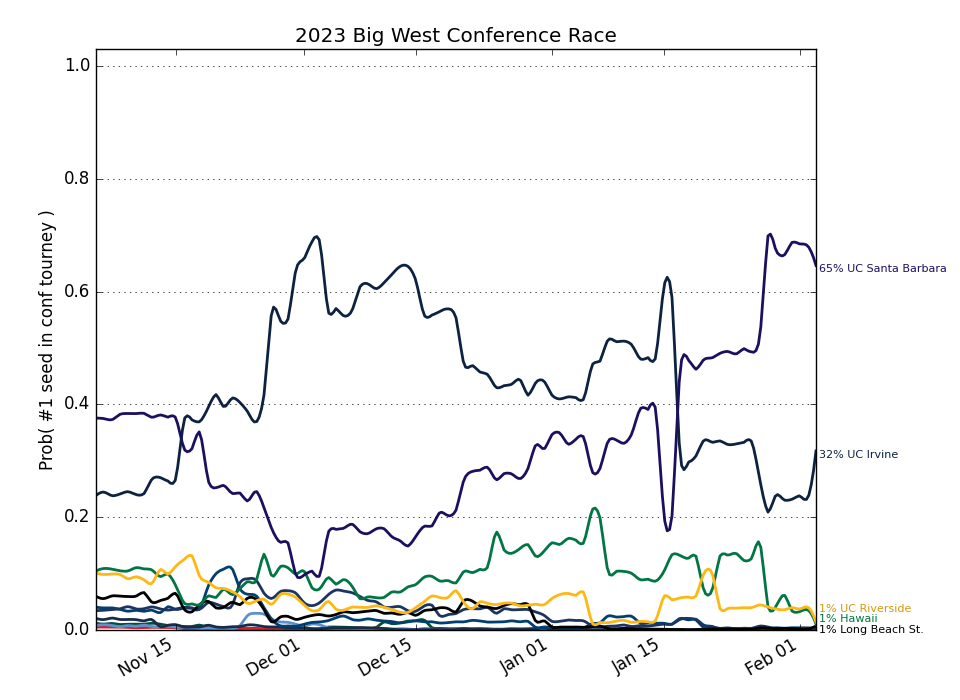 2023 Big West Conference Race
Prob( #1 seed in conf tourney )
1.0
0.8
0.6
0.4
0.2
0.0
65% UC Santa Barbara
32% UC Irvine
1% UC Riverside
1% Hawaii
1% Long Beach St.
Nov 15
Dec 01
Dec 15
Jan 01
Jan 15
Feb 01